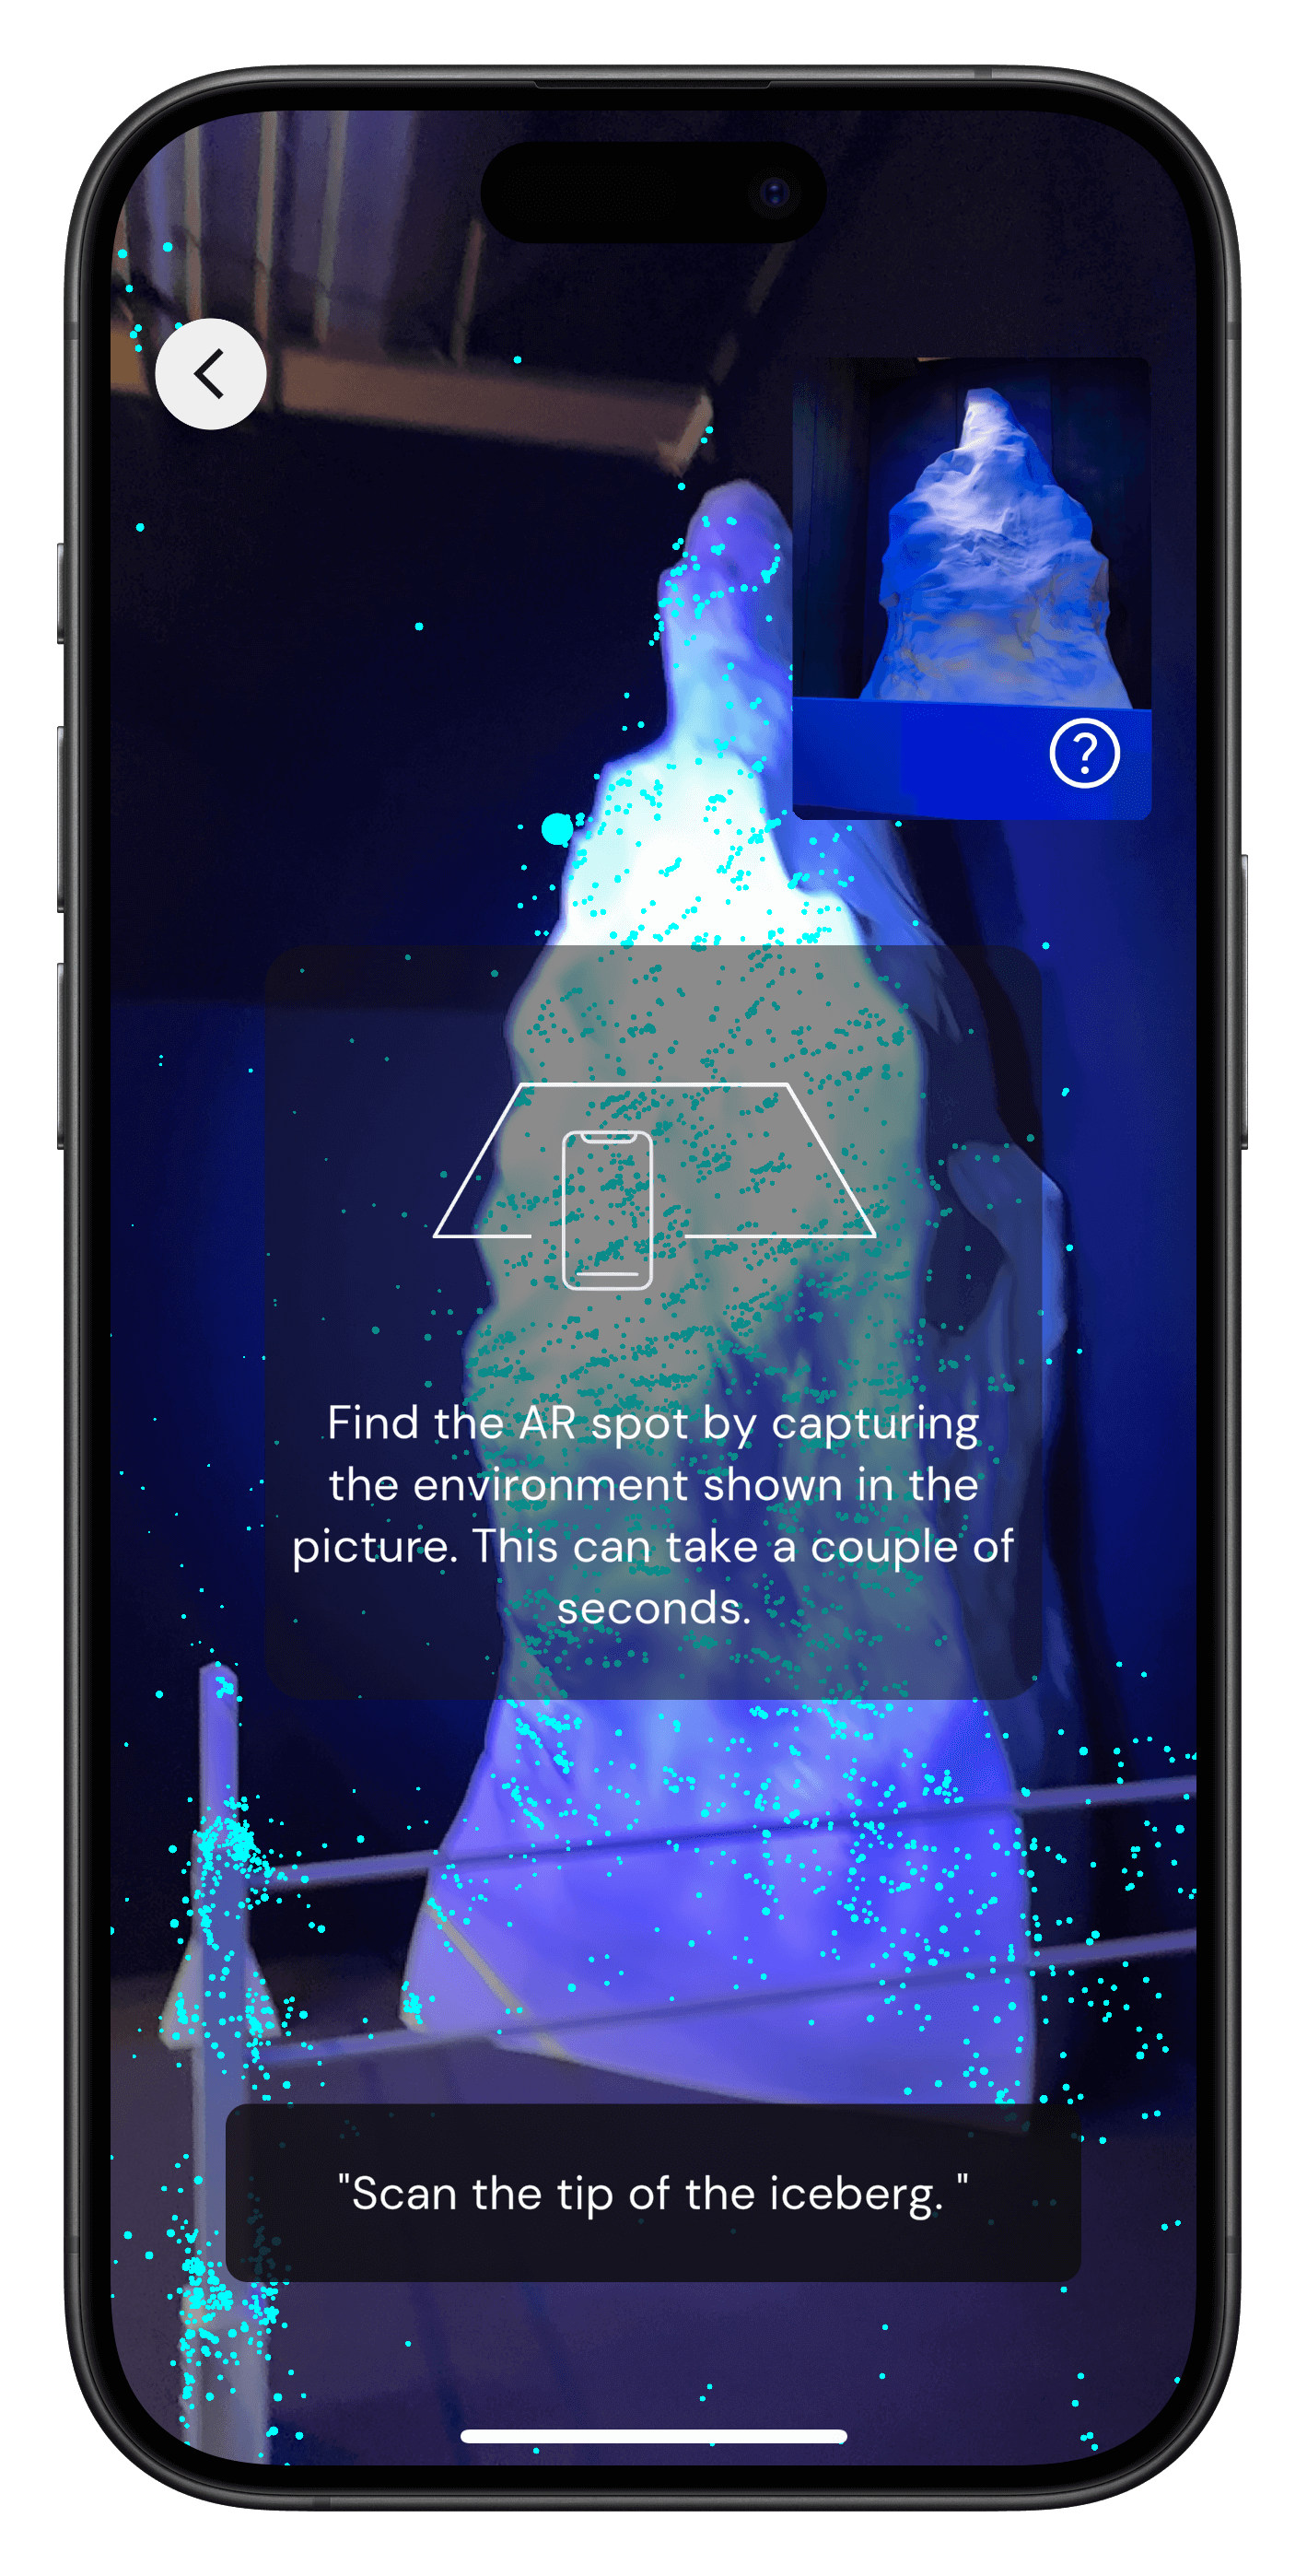 ?
Find the AR spot by capturing
the environment shown in the
picture. This can take a couple of
seconds.
"Scan the tip of the iceberg. "